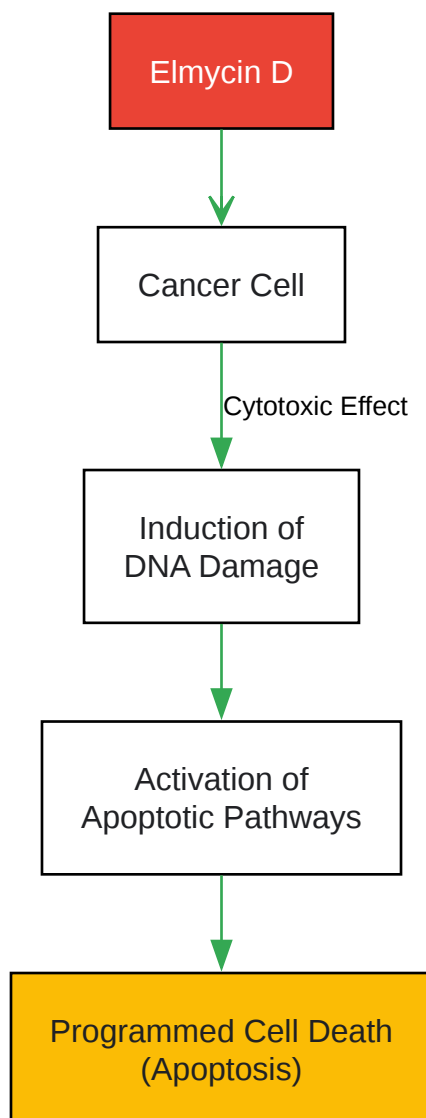 Elmycin D
Cancer Cell
Cytotoxic Effect
Induction of
DNA Damage
Activation of
Apoptotic Pathways
Programmed Cell Death
(Apoptosis)